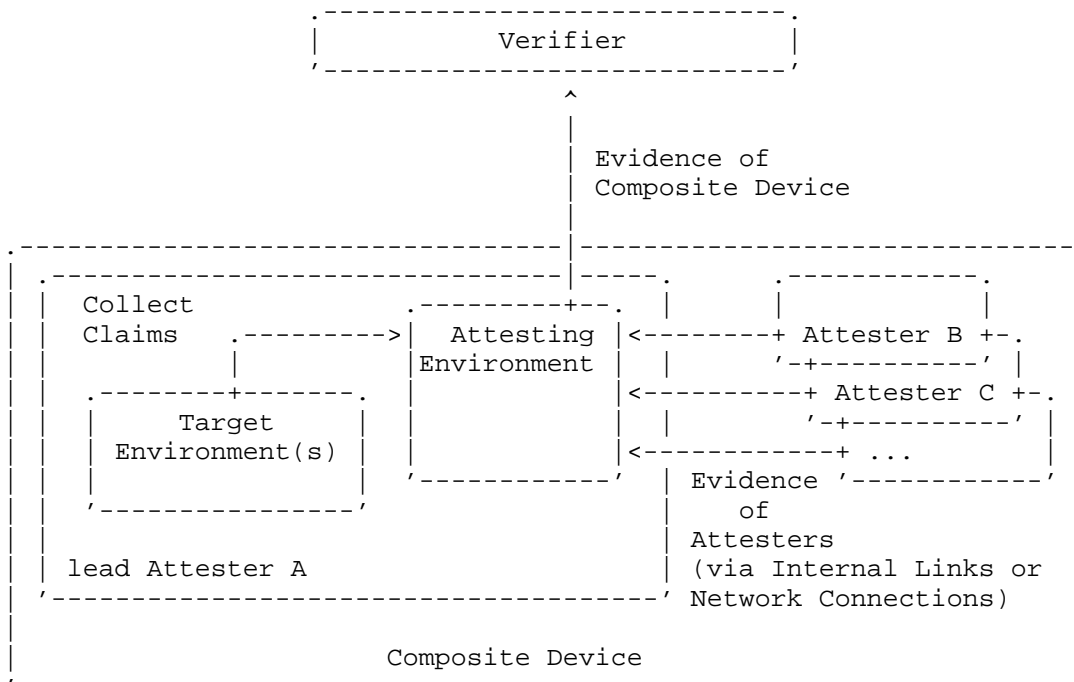 Verifier
Evidence of
Composite Device
Collect
Claims
Attesting
Environment
Attester B
Attester C
Target
Environment(s)
...
Evidence
of
Attesters
(via Internal Links or
Network Connections)
lead Attester A
Composite Device